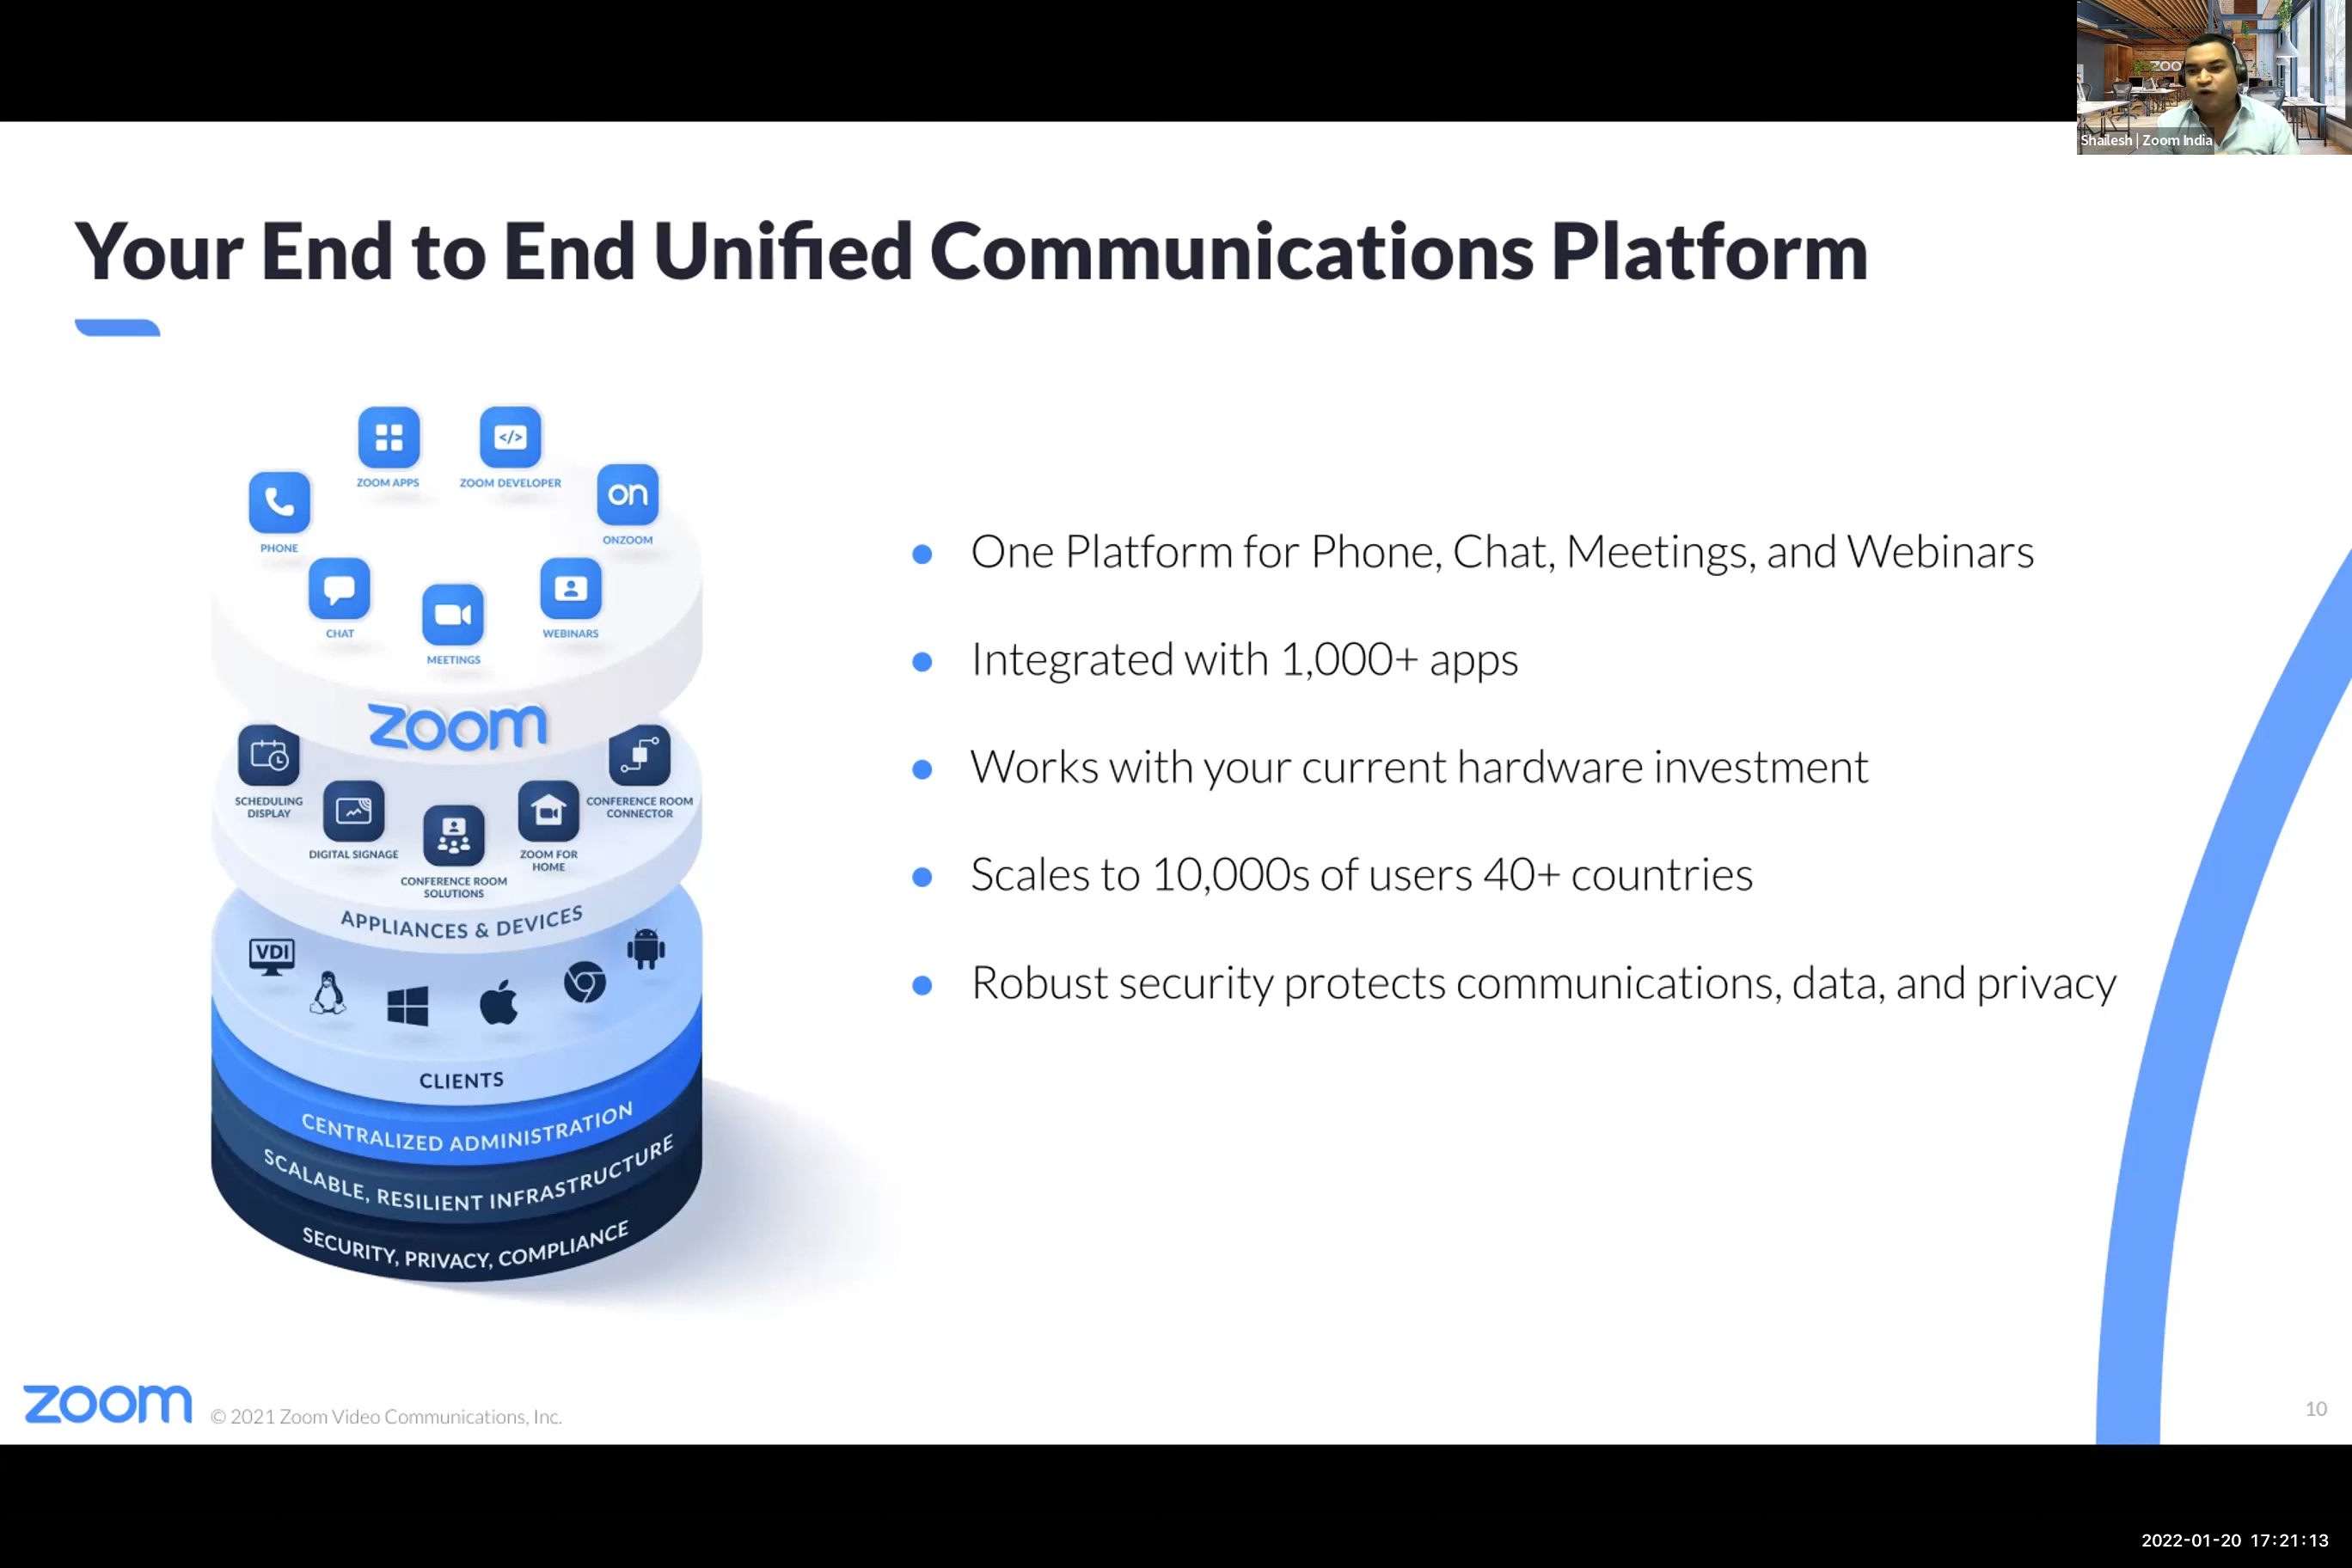 Shailesh | Zoom India
Your End to End Unified Communications Platform
ZOOM APPS
ZOOM DEVELOPER
PHONE
on
ONZOOM
CHAT
MEETINGS
WEBINARS
zoom
SCHEDULING
DISPLAY
DIGITAL SIGNAGE
CONFERENCE ROOM
SOLUTIONS
ZOOM FOR
HOME
CONFERENCE ROOM
CONNECTOR
APPLIANCES & DEVICES
VDI
CLIENTS
CENTRALIZED ADMINISTRATION
SCALABLE, RESILIENT INFRASTRUCTURE
SECURITY, PRIVACY, COMPLIANCE
• One Platform for Phone, Chat, Meetings, and Webinars
• Integrated with 1,000+ apps
• Works with your current hardware investment
• Scales to 10,000s of users 40+ countries
• Robust security protects communications, data, and privacy
zoom © 2021 Zoom Video Communications, Inc.
10
2022-01-20 17:21:13